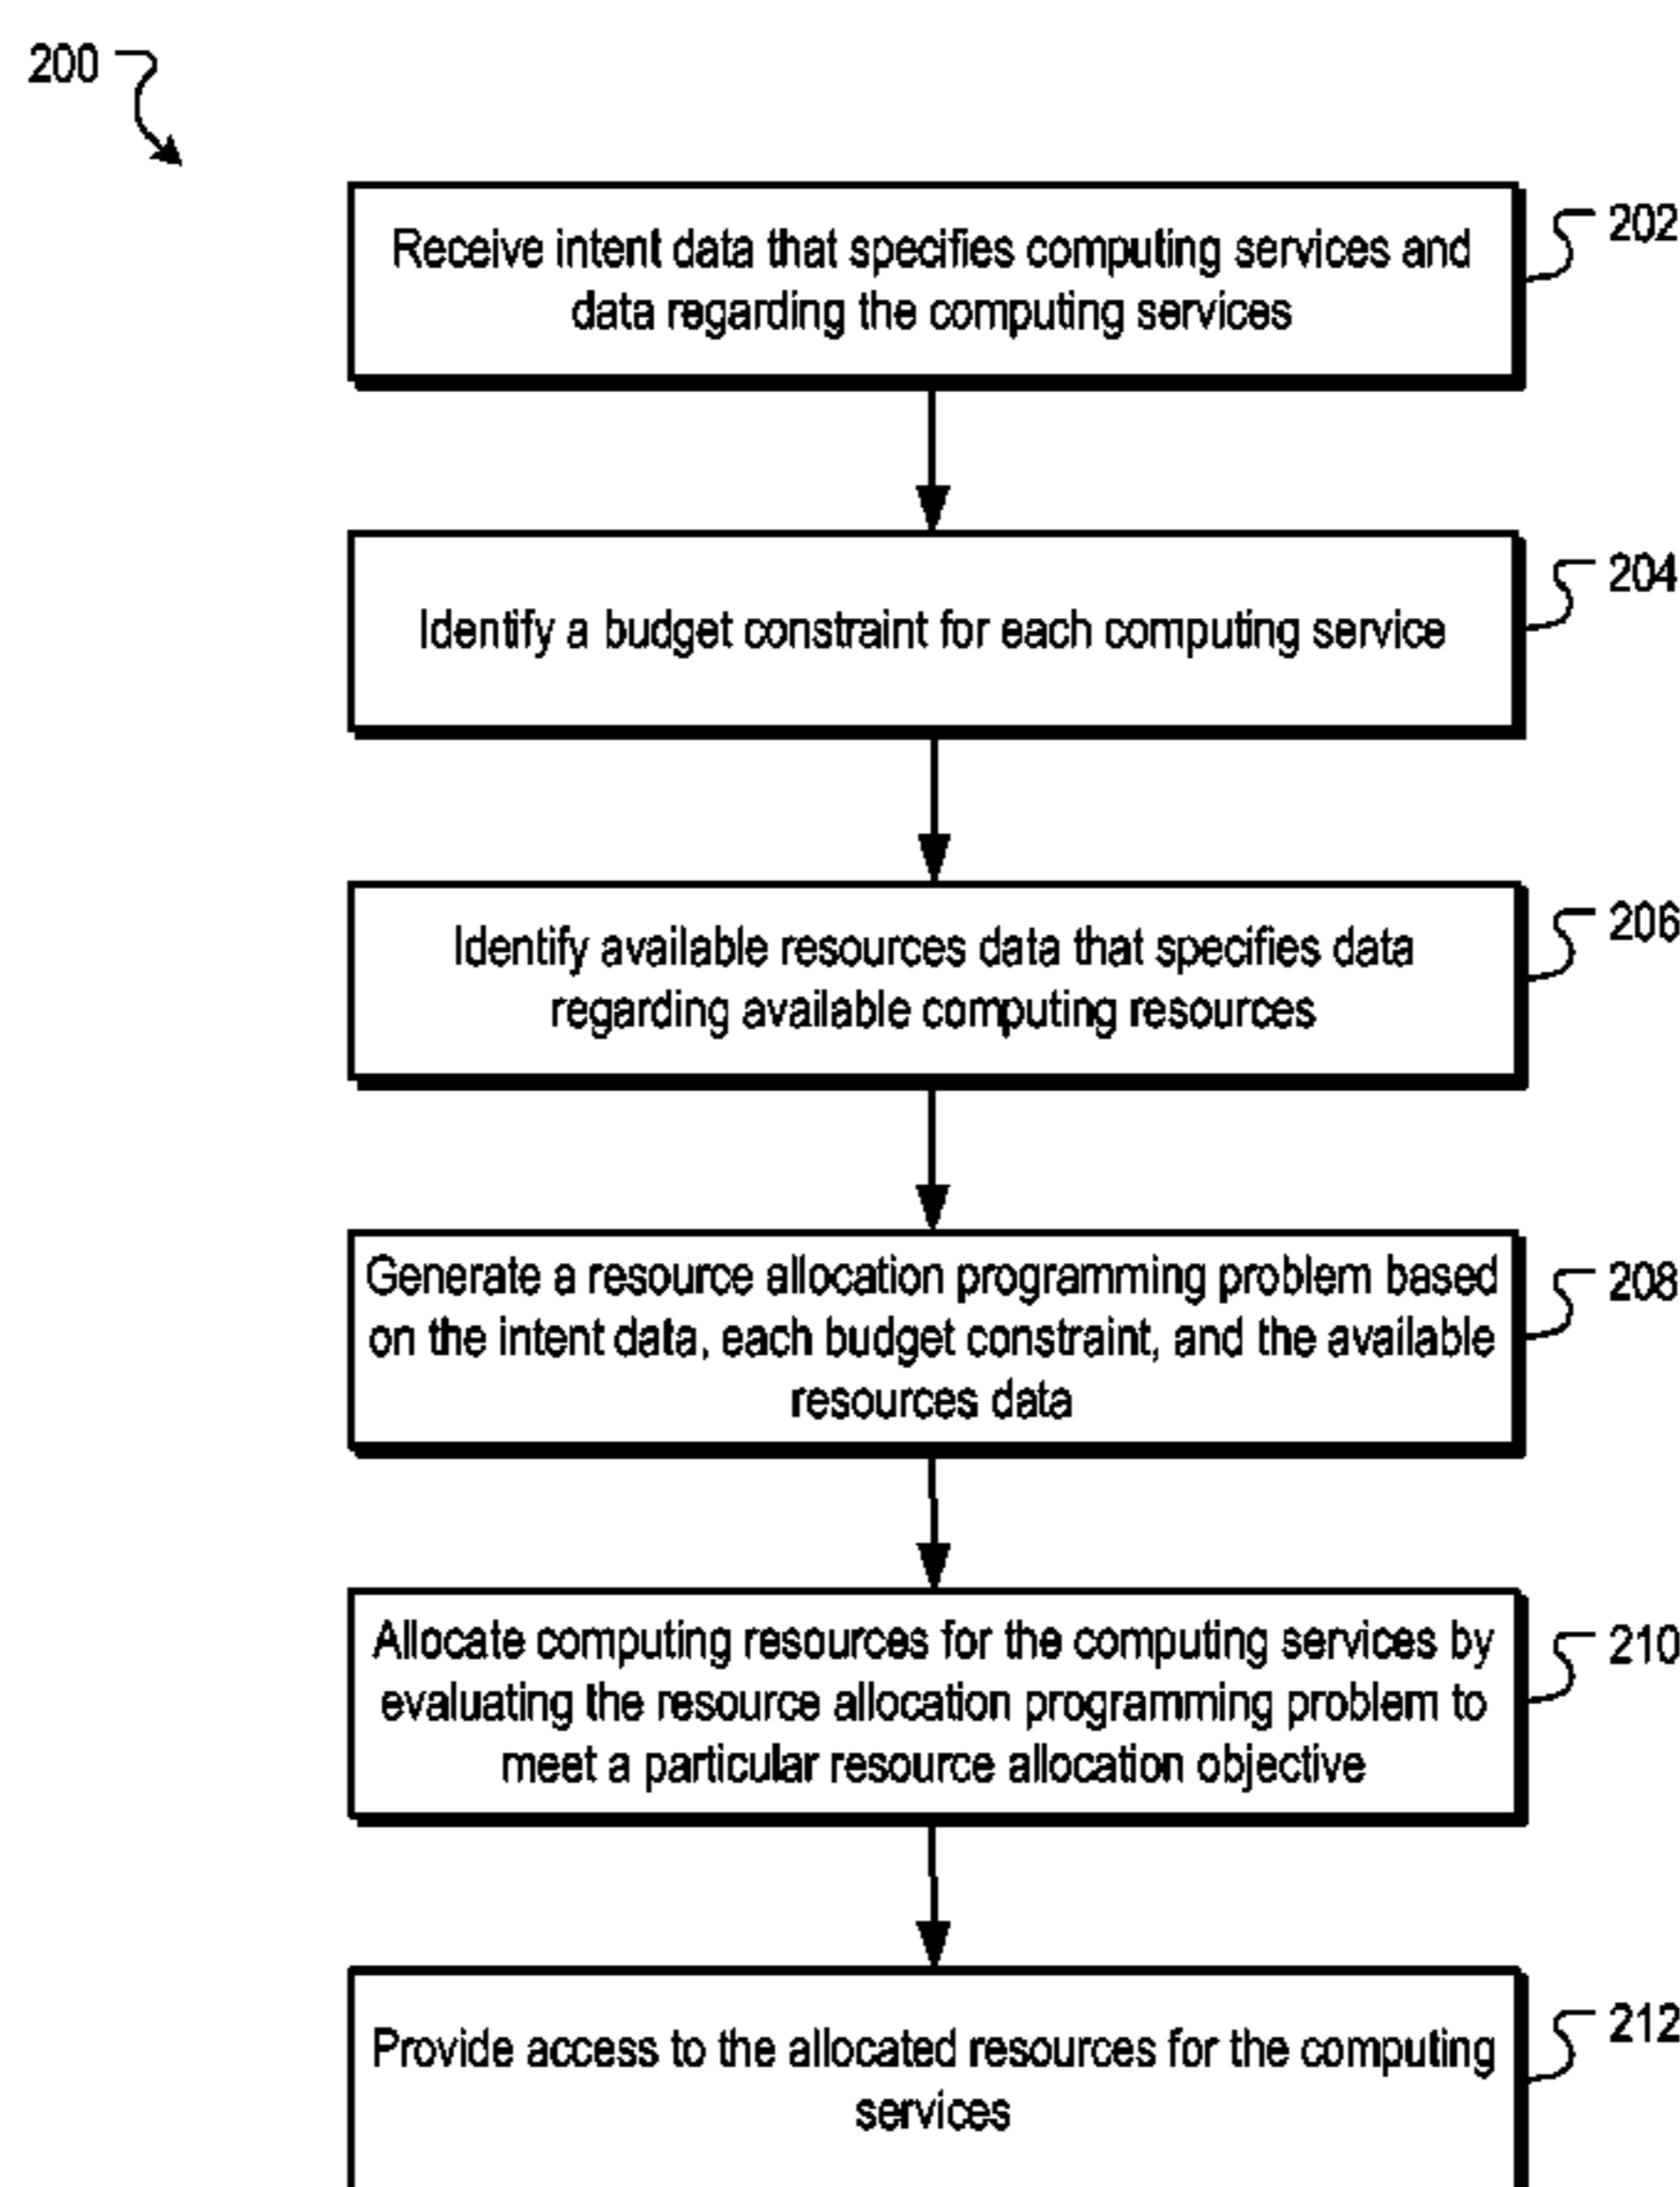 200
Receive intent data that specifies computing services and
data regarding the computing services
202
Identify a budget constraint for each computing service
204
Identify available resources data that specifies data
regarding available computing resources
206
Generate a resource allocation programming problem based
on the intent data, each budget constraint, and the available
resources data
208
Allocate computing resources for the computing services by
evaluating the resource allocation programming problem to
meet a particular resource allocation objective
210
Provide access to the allocated resources for the computing
services
212